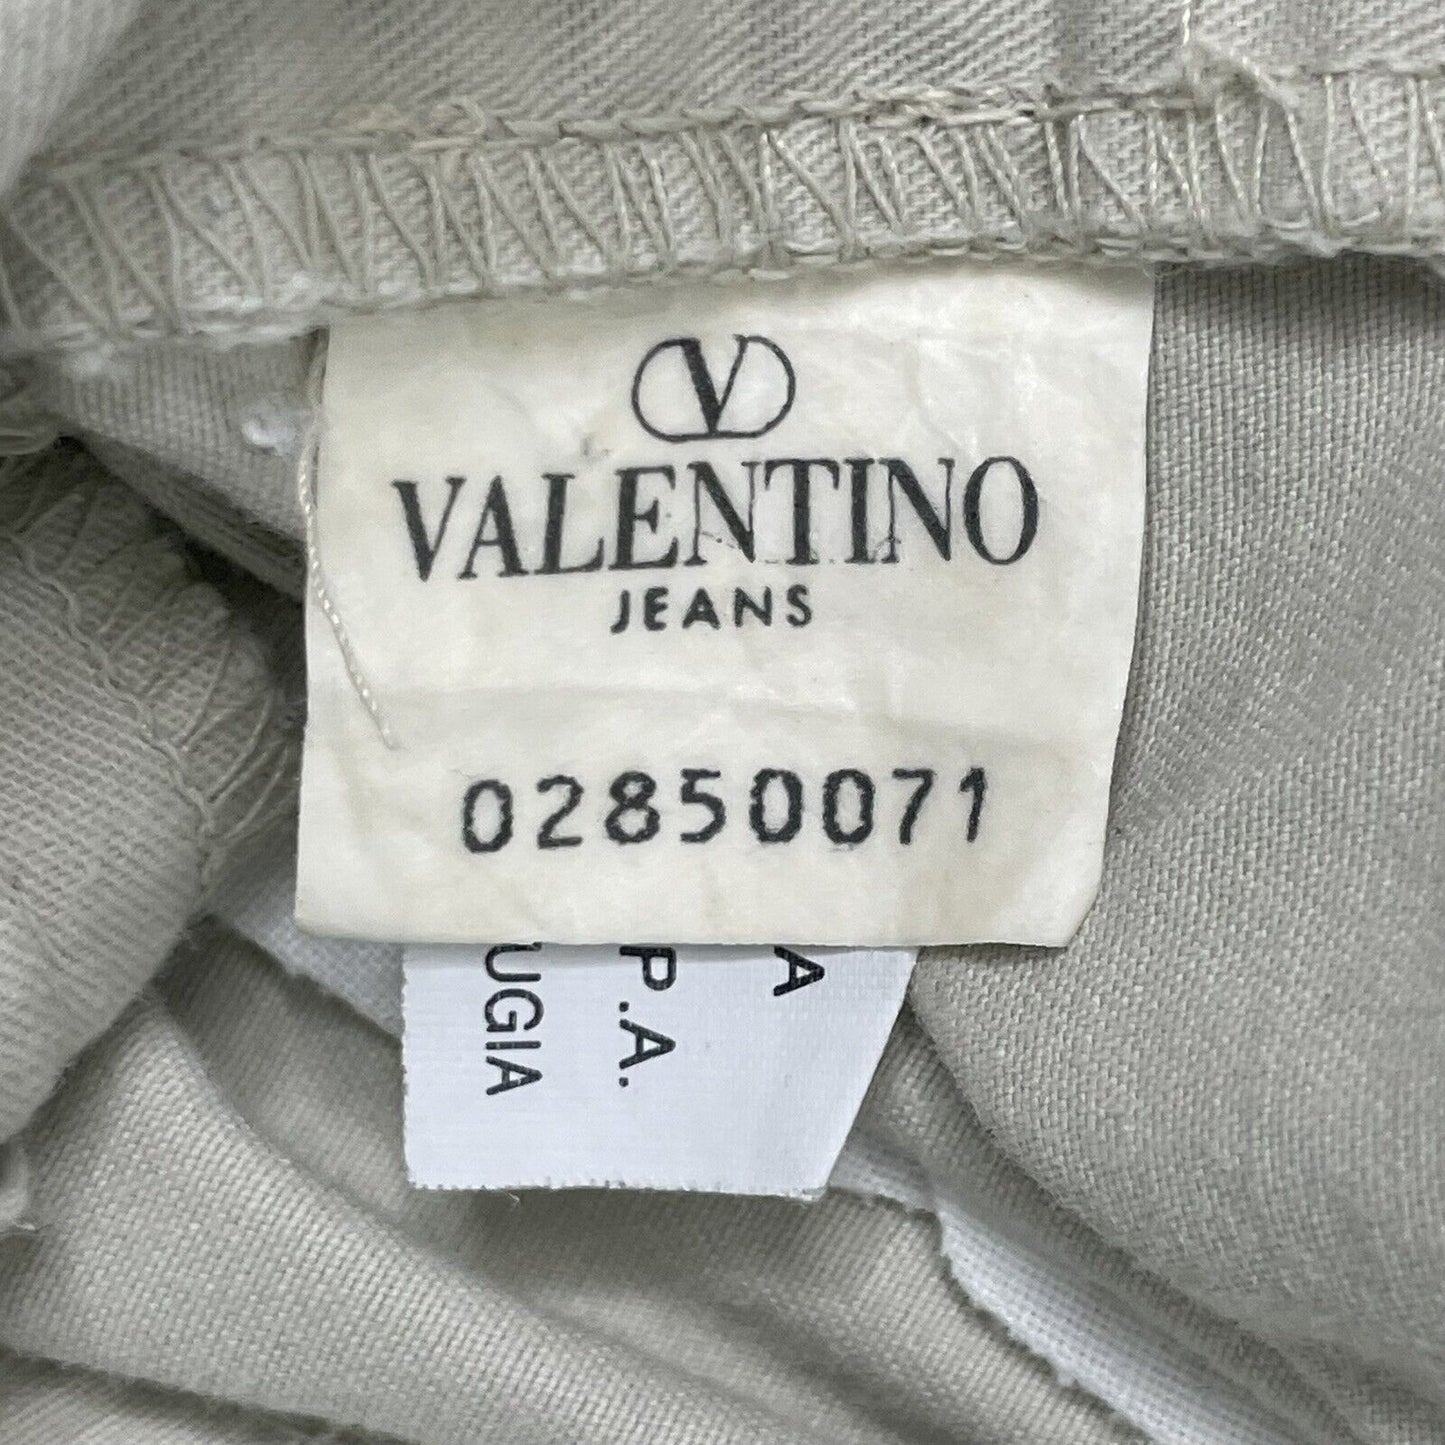 V
VALENTINO
JEANS
02850071
A
P.A.
UGIA